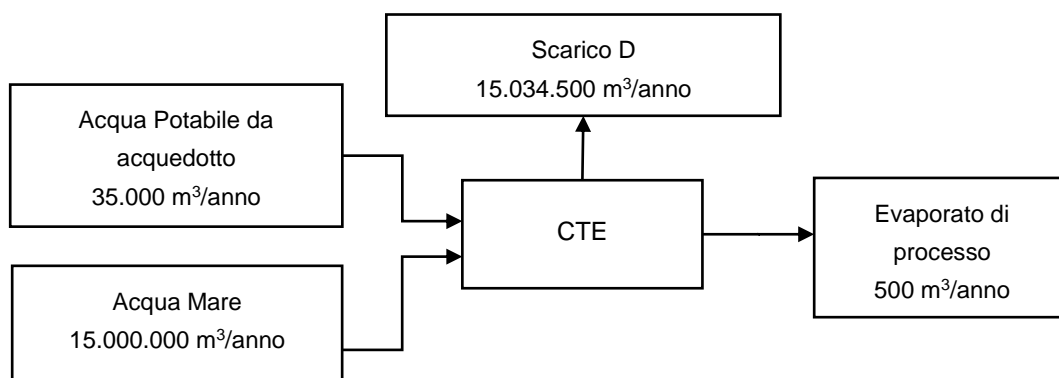 Scarico D
15.034.500 m³/anno
Acqua Potabile da
acquedotto
35.000 m³/anno
CTE
Evaporato di
processo
500 m³/anno
Acqua Mare
15.000.000 m³/anno